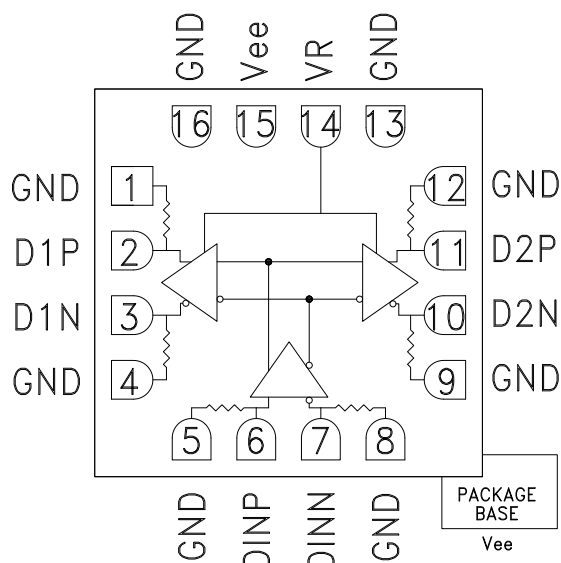 GND Vee VR GND
16 15 14 13
GND 1 12 GND
D1P 2 11 D2P
D1N 3 10 D2N
GND 4 9 GND
5 6 7 8
GND DINP DINN GND
PACKAGE
BASE
Vee